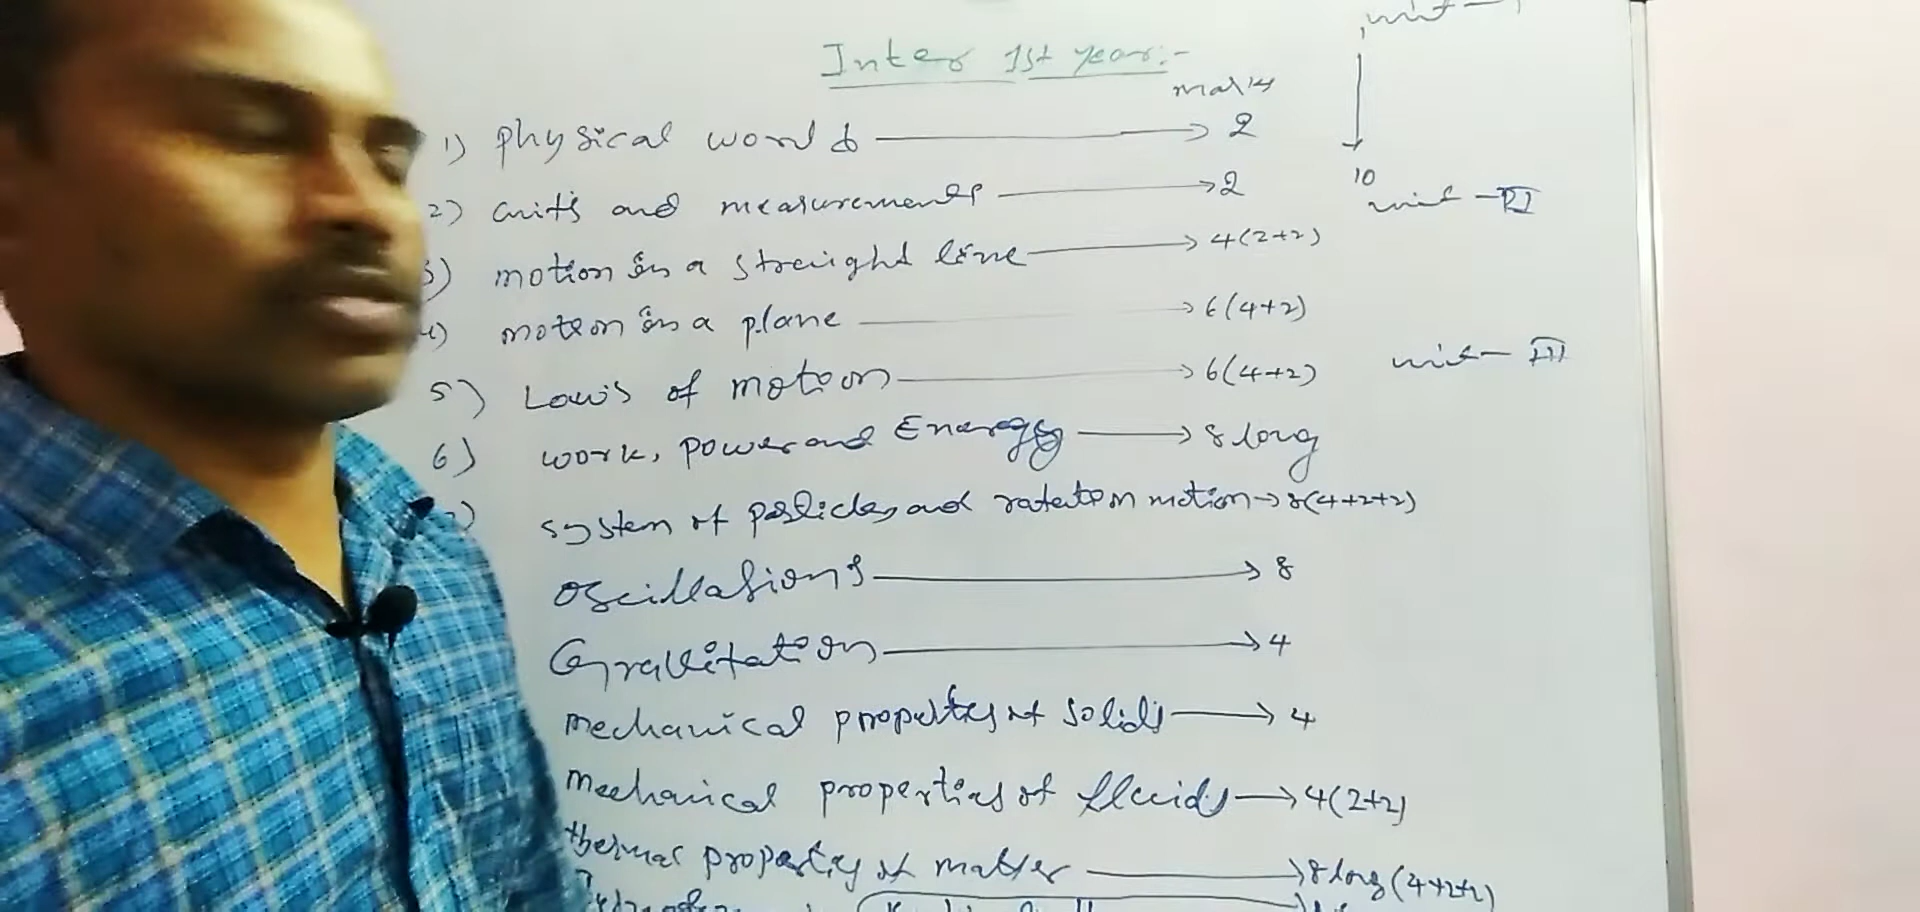 Inter 1st year:-
marks
1) physical world → 2
2) units and measurements → 2
3) motion in a straight line → 4(2+2)
4) motion in a plane → 6(4+2)
5) Laws of motion → 6(4+2)
6) work, power and Energy → 8 long
7) system of particles and rotation motion → 8(4+2+2)
oscillations → 8
Gravitation → 4
mechanical properties of solids → 4
mechanical properties of fluids → 4(2+2)
thermal properties of matter → 8 long (4+2+2)
unit - I
↓
10
unit - II
unit - III